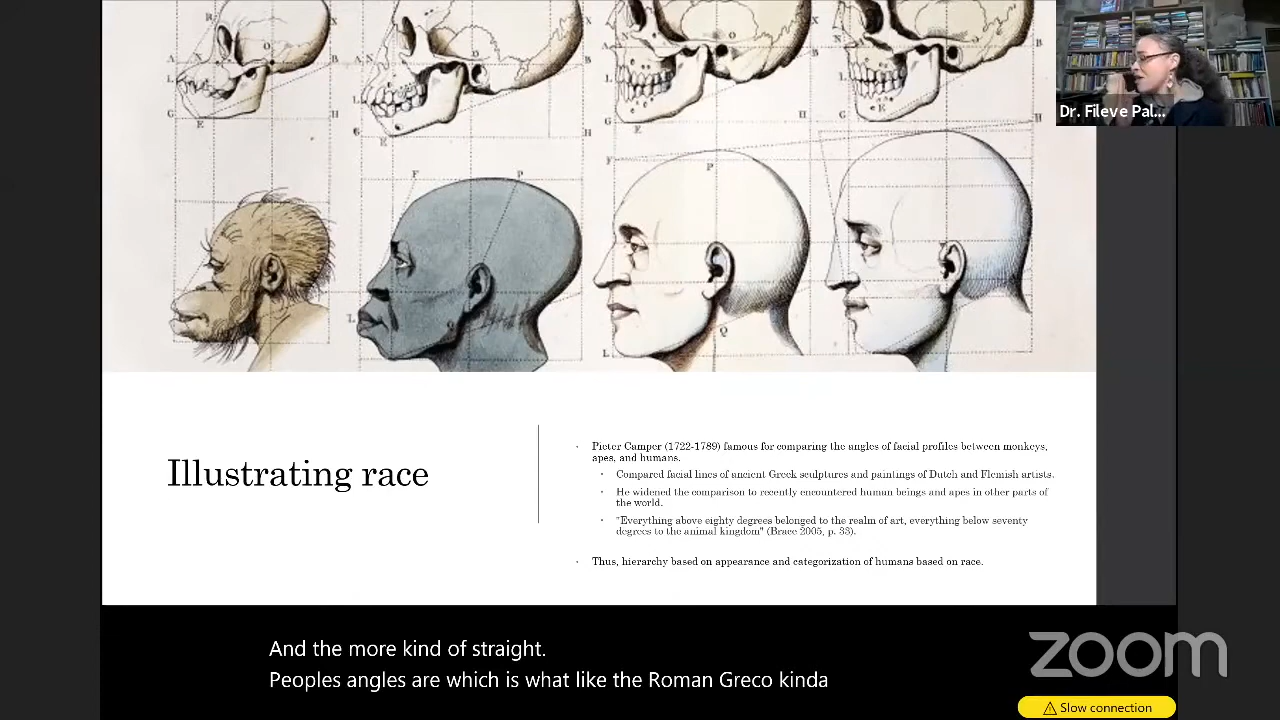 R
X
X
X
O
O
O
O
A
B
A
N
B
A
B
N
B
L
L
L
L
G
E
H
G
E
H
G
E
H
G
E
H
Dr. Fileve Pal...
F
P
F
P
L
Q
Q
L
Illustrating race
Pieter Camper (1722-1789) famous for comparing the angles of facial profiles between monkeys,
apes, and humans.
Compared facial lines of ancient Greek sculptures and paintings of Dutch and Flemish artists.
He widened the comparison to recently encountered human beings and apes in other parts of
the world.
"Everything above eighty degrees belonged to the realm of art, everything below seventy
degrees to the animal kingdom" (Brace 2005, p. 33).
Thus, hierarchy based on appearance and categorization of humans based on race.
And the more kind of straight.
Peoples angles are which is what like the Roman Greco kinda
zoom
Slow connection